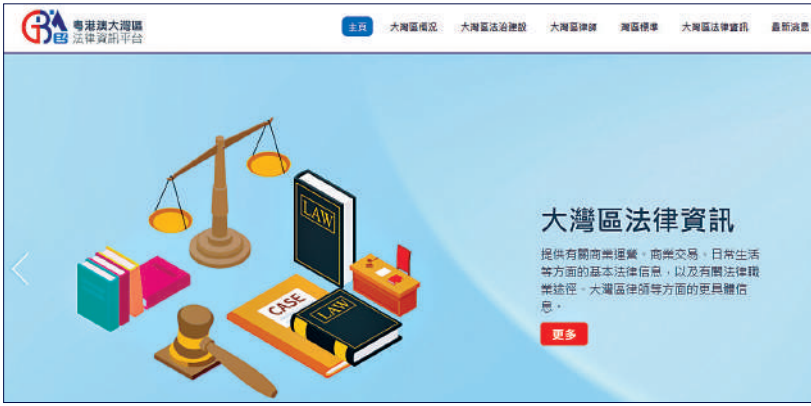 GBA
粵港澳大灣區
法律資訊平台
主頁 大灣區概況 大灣區法治建設 大灣區律師 灣區標準 大灣區法律資訊 最新消息
LAW
CASE
LAW
大灣區法律資訊
提供有關商業運營、商業交易、日常生活
等方面的基本法律信息，以及有關法律職
業途徑、大灣區律師等方面的更具體信
息。
更多